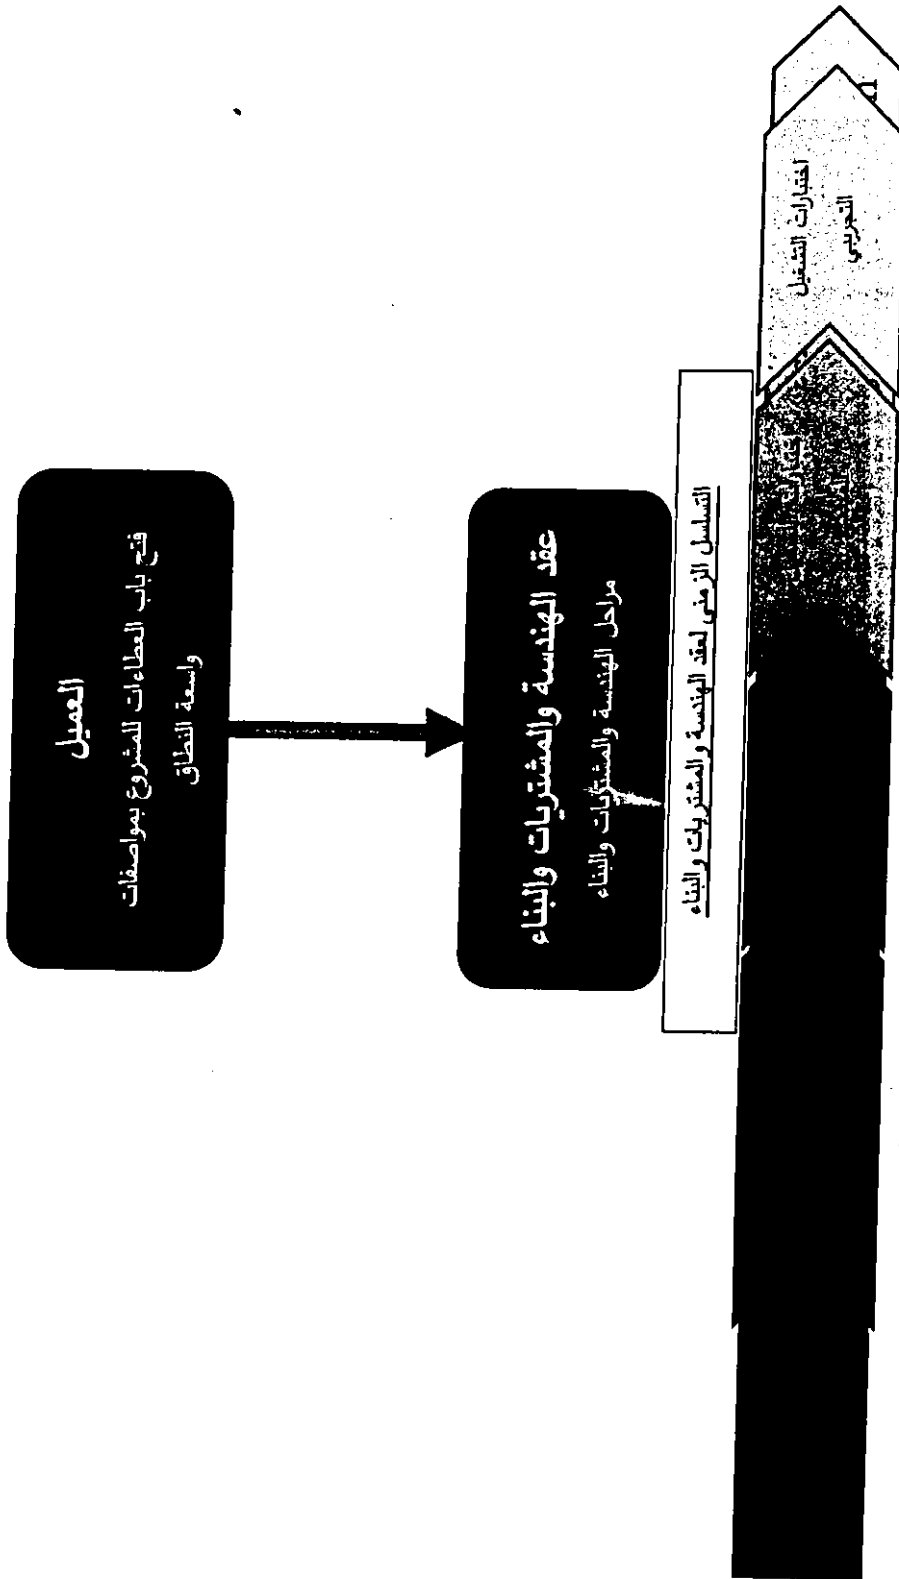 العميل
فتح باب العطاءات للمشروع بمواصفات
واسعة النطاق
عقد الهندسة والمشتريات والبناء
مراحل الهندسة والمشتريات والبناء
التسلسل الزمني لعقد الهندسة والمشتريات والبناء
اختبارات
اختبارات التشغيل
التجريبي